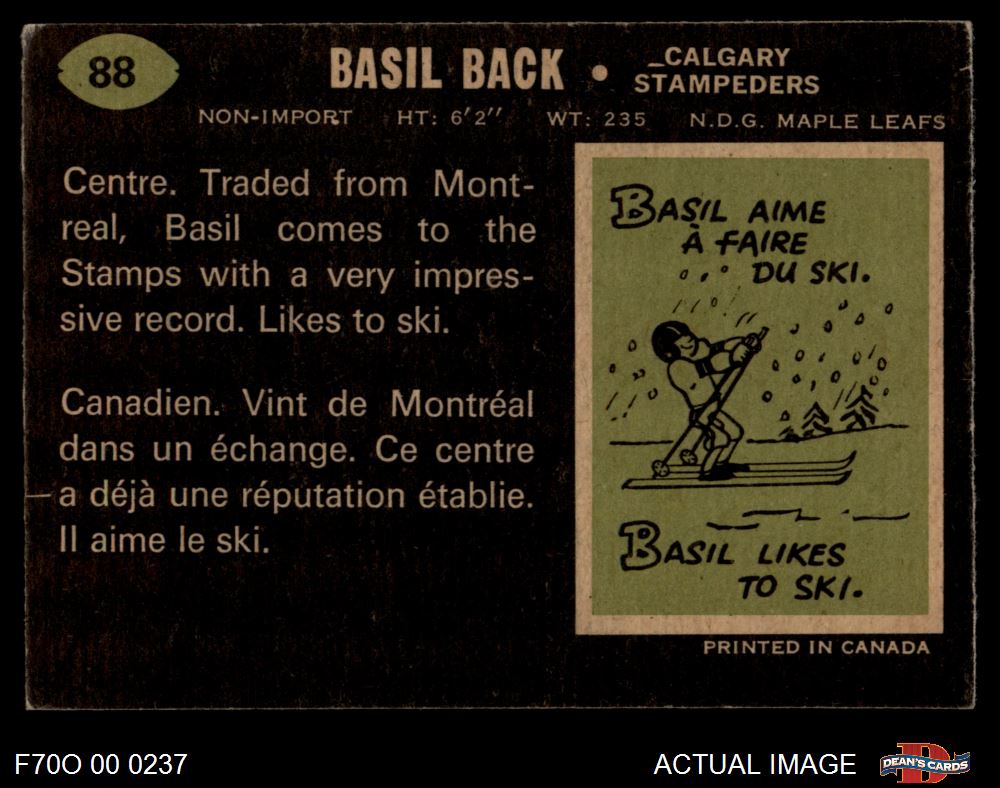 88
BASIL BACK • CALGARY
STAMPEDERS
NON-IMPORT HT: 6'2" WT: 235 N.D.G. MAPLE LEAFS
Centre. Traded from Mont-
real, Basil comes to the
Stamps with a very impres-
sive record. Likes to ski.
Canadien. Vint de Montréal
dans un échange. Ce centre
a déjà une réputation établie.
Il aime le ski.
BASIL AIME
À FAIRE
DU SKI.
BASIL LIKES
TO SKI.
PRINTED IN CANADA
F70O 00 0237
ACTUAL IMAGE
D
DEAN'S CARDS